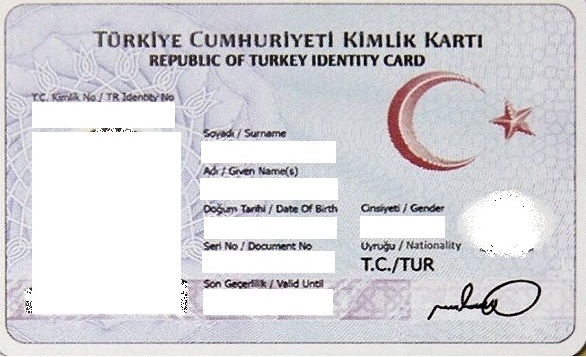 TÜRKİYE CUMHURİYETİ KİMLİK KARTI
REPUBLIC OF TURKEY IDENTITY CARD
T.C. Kimlik No / TR Identity No
Soyadı / Surname
Adı / Given Name(s)
Doğum Tarihi / Date Of Birth
Cinsiyeti / Gender
Seri No / Document No
Uyruğu / Nationality
T.C./TUR
Son Geçerlilik / Valid Until